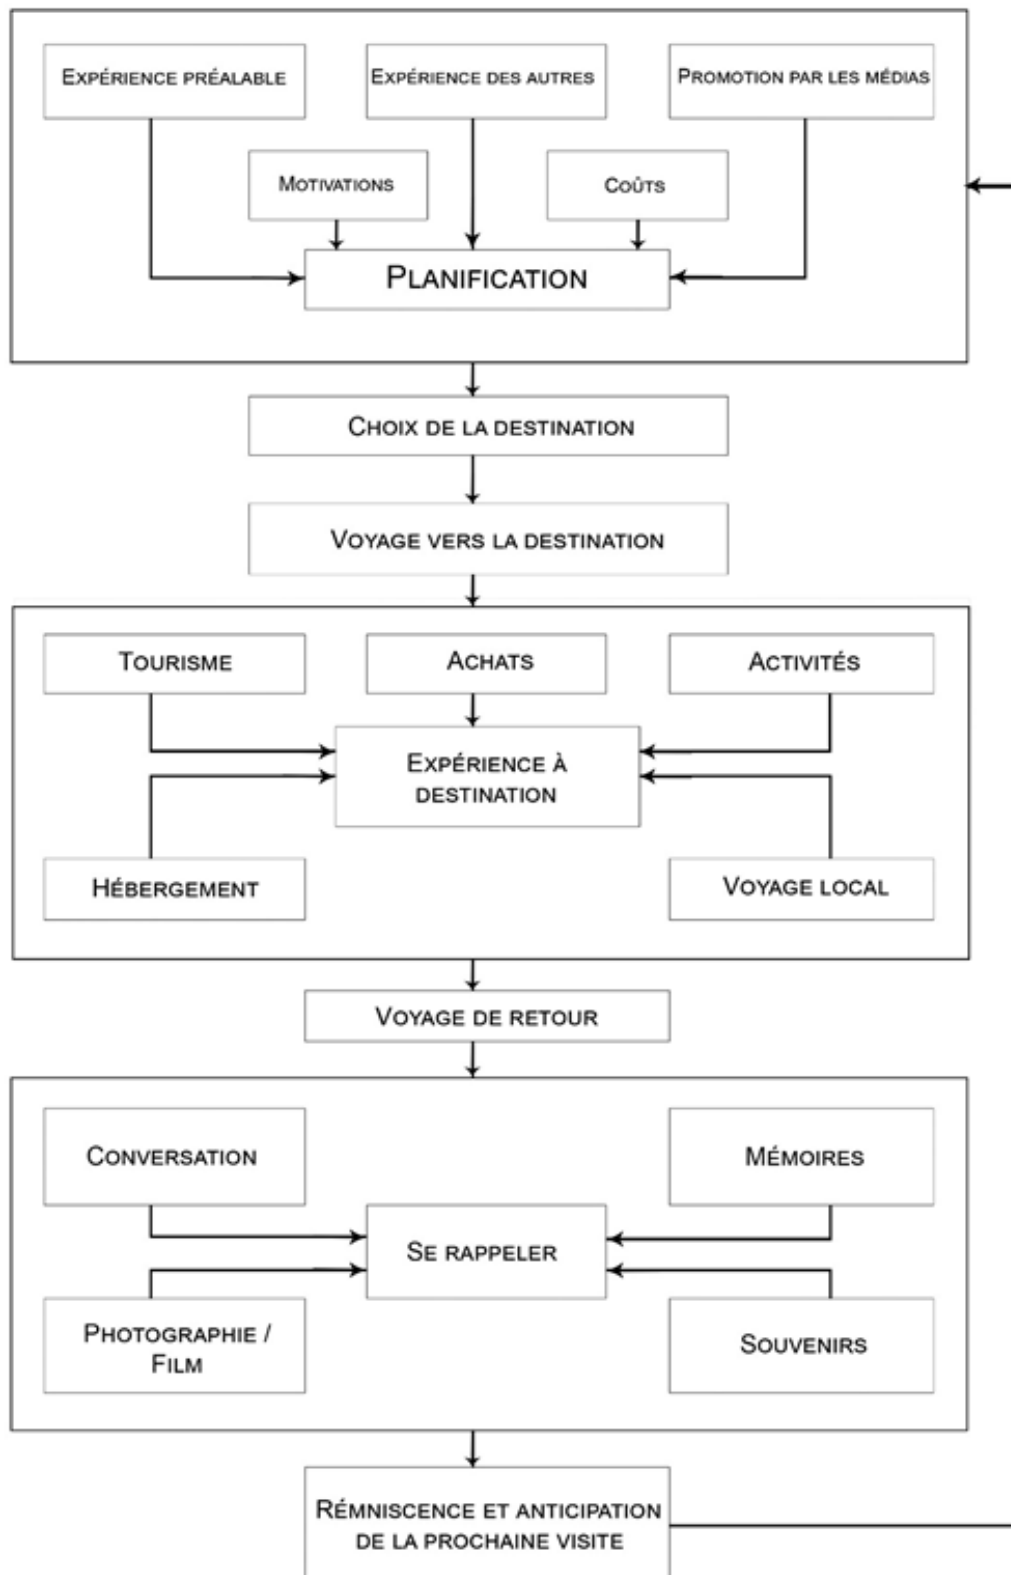 EXPÉRIENCE PRÉALABLE
EXPÉRIENCE DES AUTRES
PROMOTION PAR LES MÉDIAS
MOTIVATIONS
COÛTS
PLANIFICATION
CHOIX DE LA DESTINATION
VOYAGE VERS LA DESTINATION
TOURISME
ACHATS
ACTIVITÉS
EXPÉRIENCE À
DESTINATION
HÉBERGEMENT
VOYAGE LOCAL
VOYAGE DE RETOUR
CONVERSATION
MÉMOIRES
SE RAPPELER
PHOTOGRAPHIE /
FILM
SOUVENIRS
RÉMNISCENCE ET ANTICIPATION
DE LA PROCHAINE VISITE